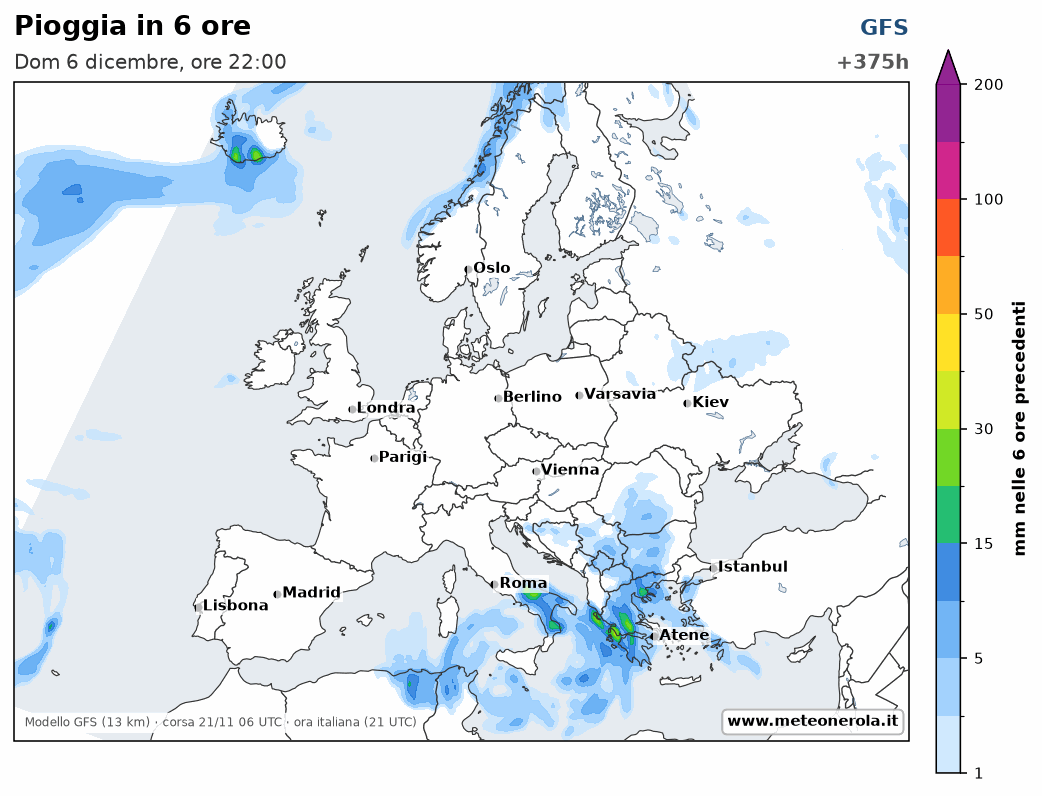 Pioggia in 6 ore
GFS
Dom 6 dicembre, ore 22:00
+375h
Oslo
Berlino
Varsavia
Kiev
Londra
Parigi
Vienna
Istanbul
Roma
Madrid
Lisbona
Atene
Modello GFS (13 km) · corsa 21/11 06 UTC · ora italiana (21 UTC)
www.meteonerola.it
200
100
50
30
15
5
1
mm nelle 6 ore precedenti